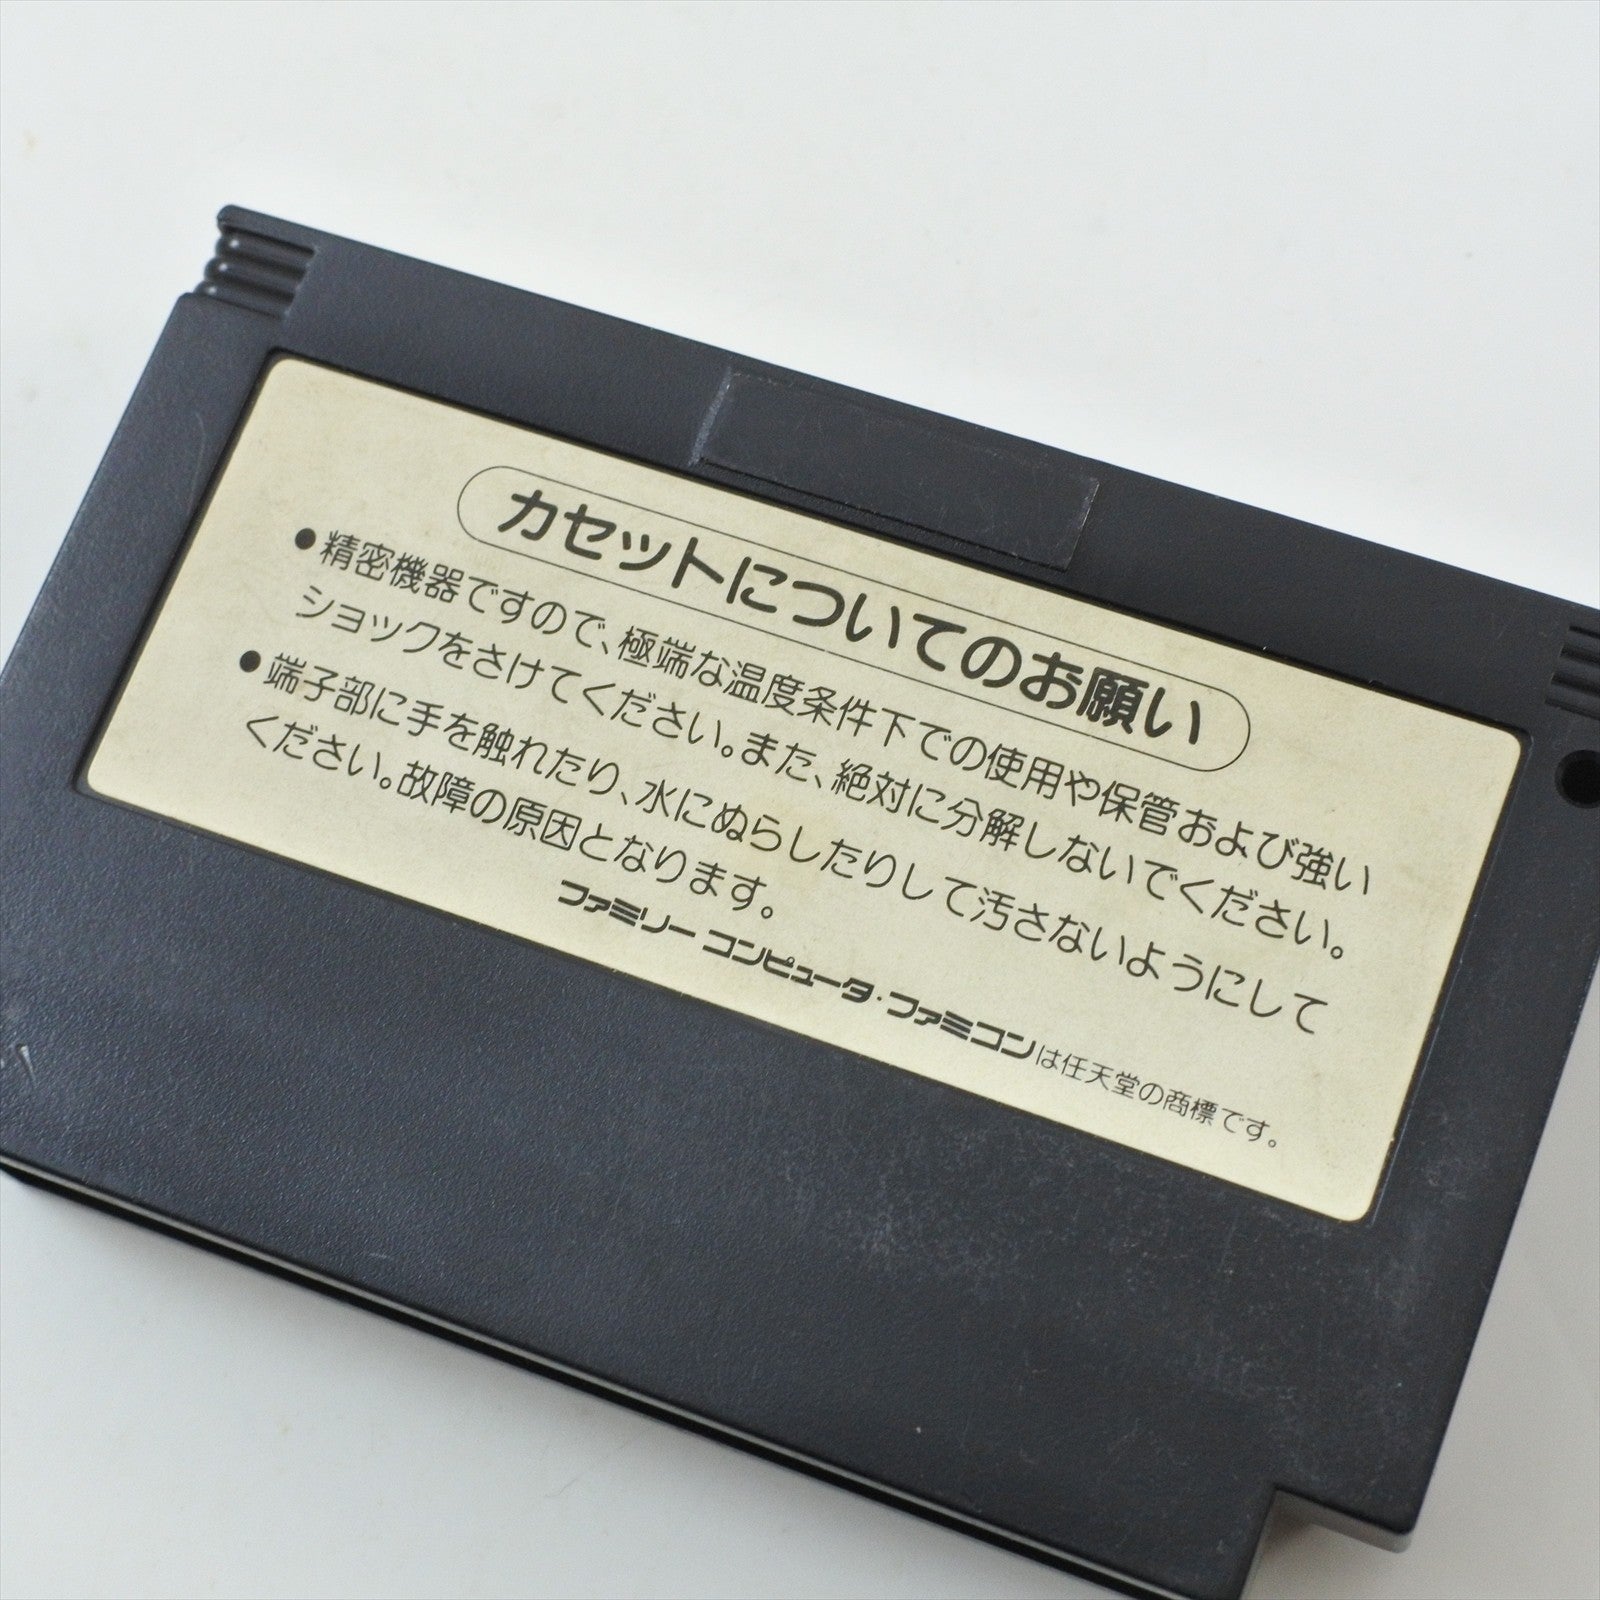 カセットについてのお願い
●精密機器ですので、極端な温度条件下での使用や保管および強い
ショックをさけてください。また、絶対に分解しないでください。
●端子部に手を触れたり、水にぬらしたりして汚さないようにして
ください。故障の原因となります。
ファミリーコンピュータ・ファミコンは任天堂の商標です。